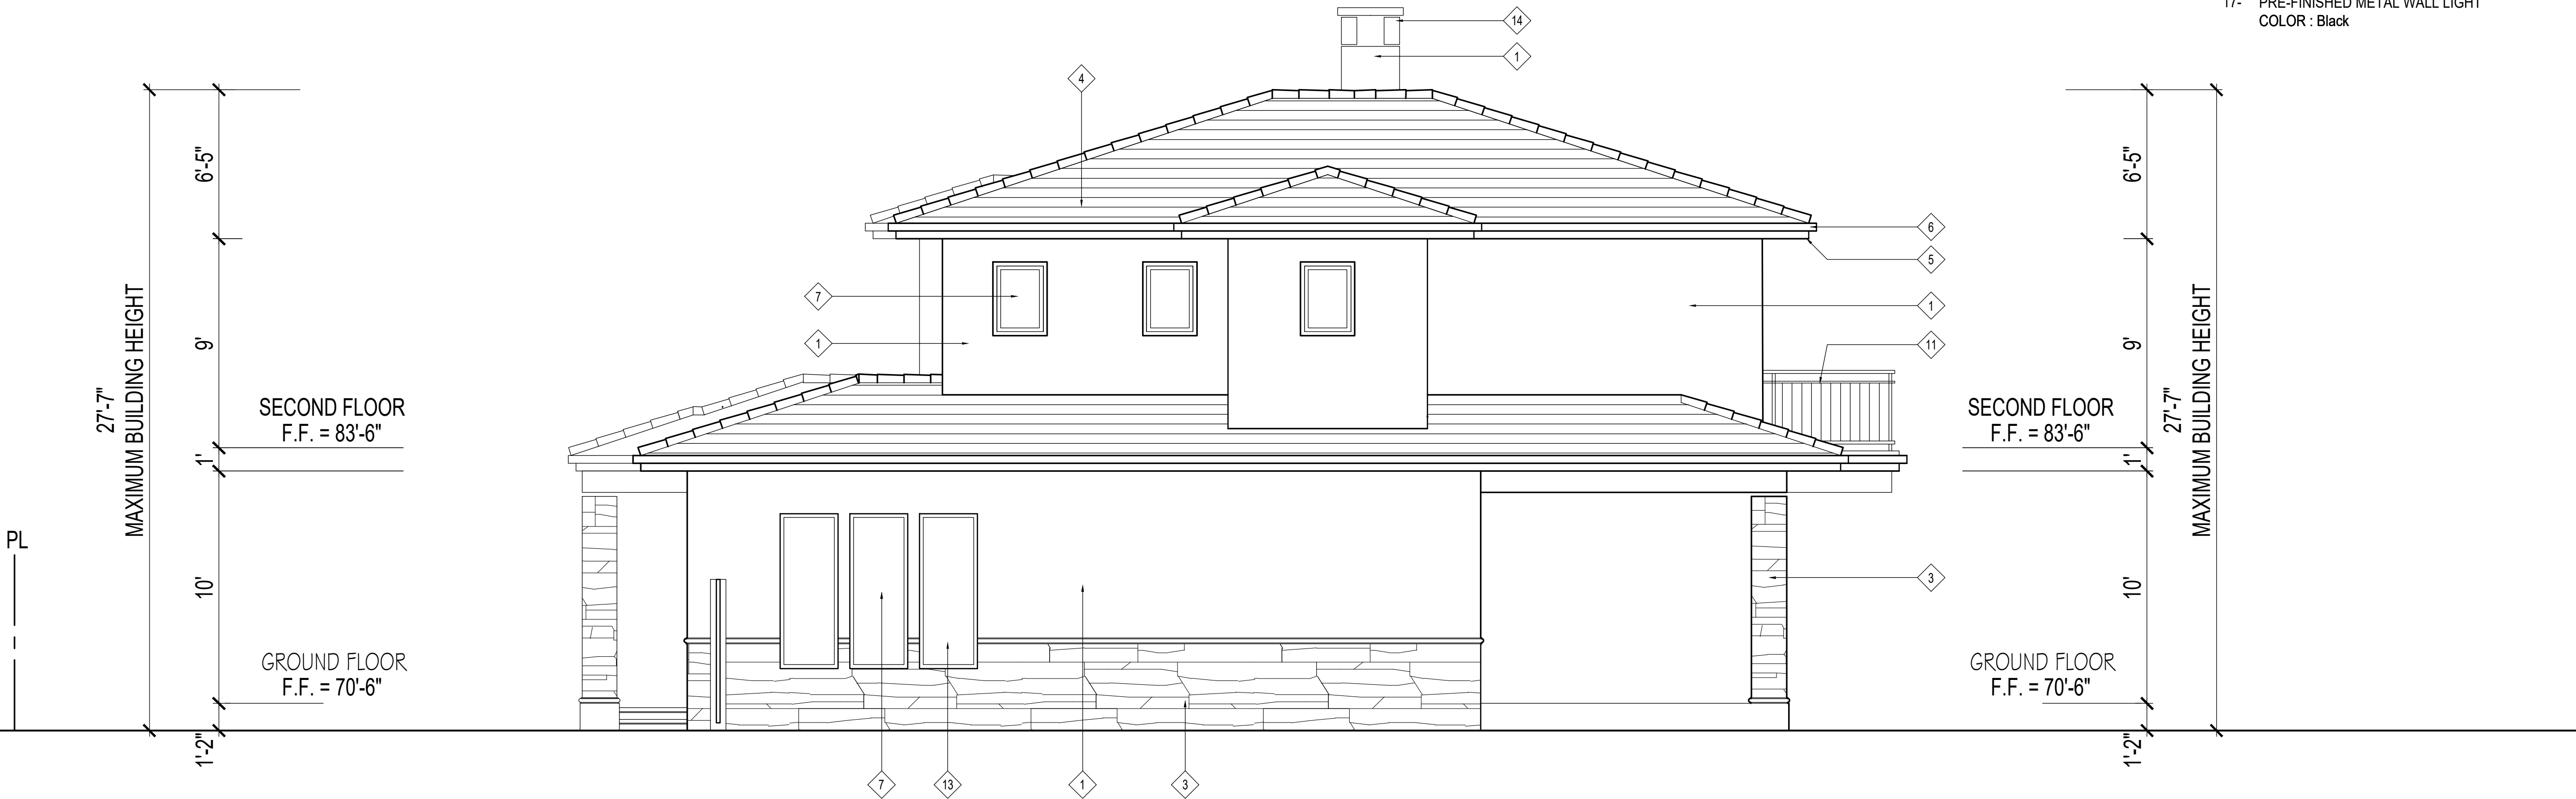 17- PRE-FINISHED METAL WALL LIGHT
COLOR : Black
14
1
4
6
5
7
1
1
11
3
7
13
1
3
27'-7"
MAXIMUM BUILDING HEIGHT
6'-5"
9'
1'
10'
1'-2"
SECOND FLOOR
F.F. = 83'-6"
GROUND FLOOR
F.F. = 70'-6"
PL
SECOND FLOOR
F.F. = 83'-6"
GROUND FLOOR
F.F. = 70'-6"
6'-5"
9'
1'
10'
1'-2"
27'-7"
MAXIMUM BUILDING HEIGHT